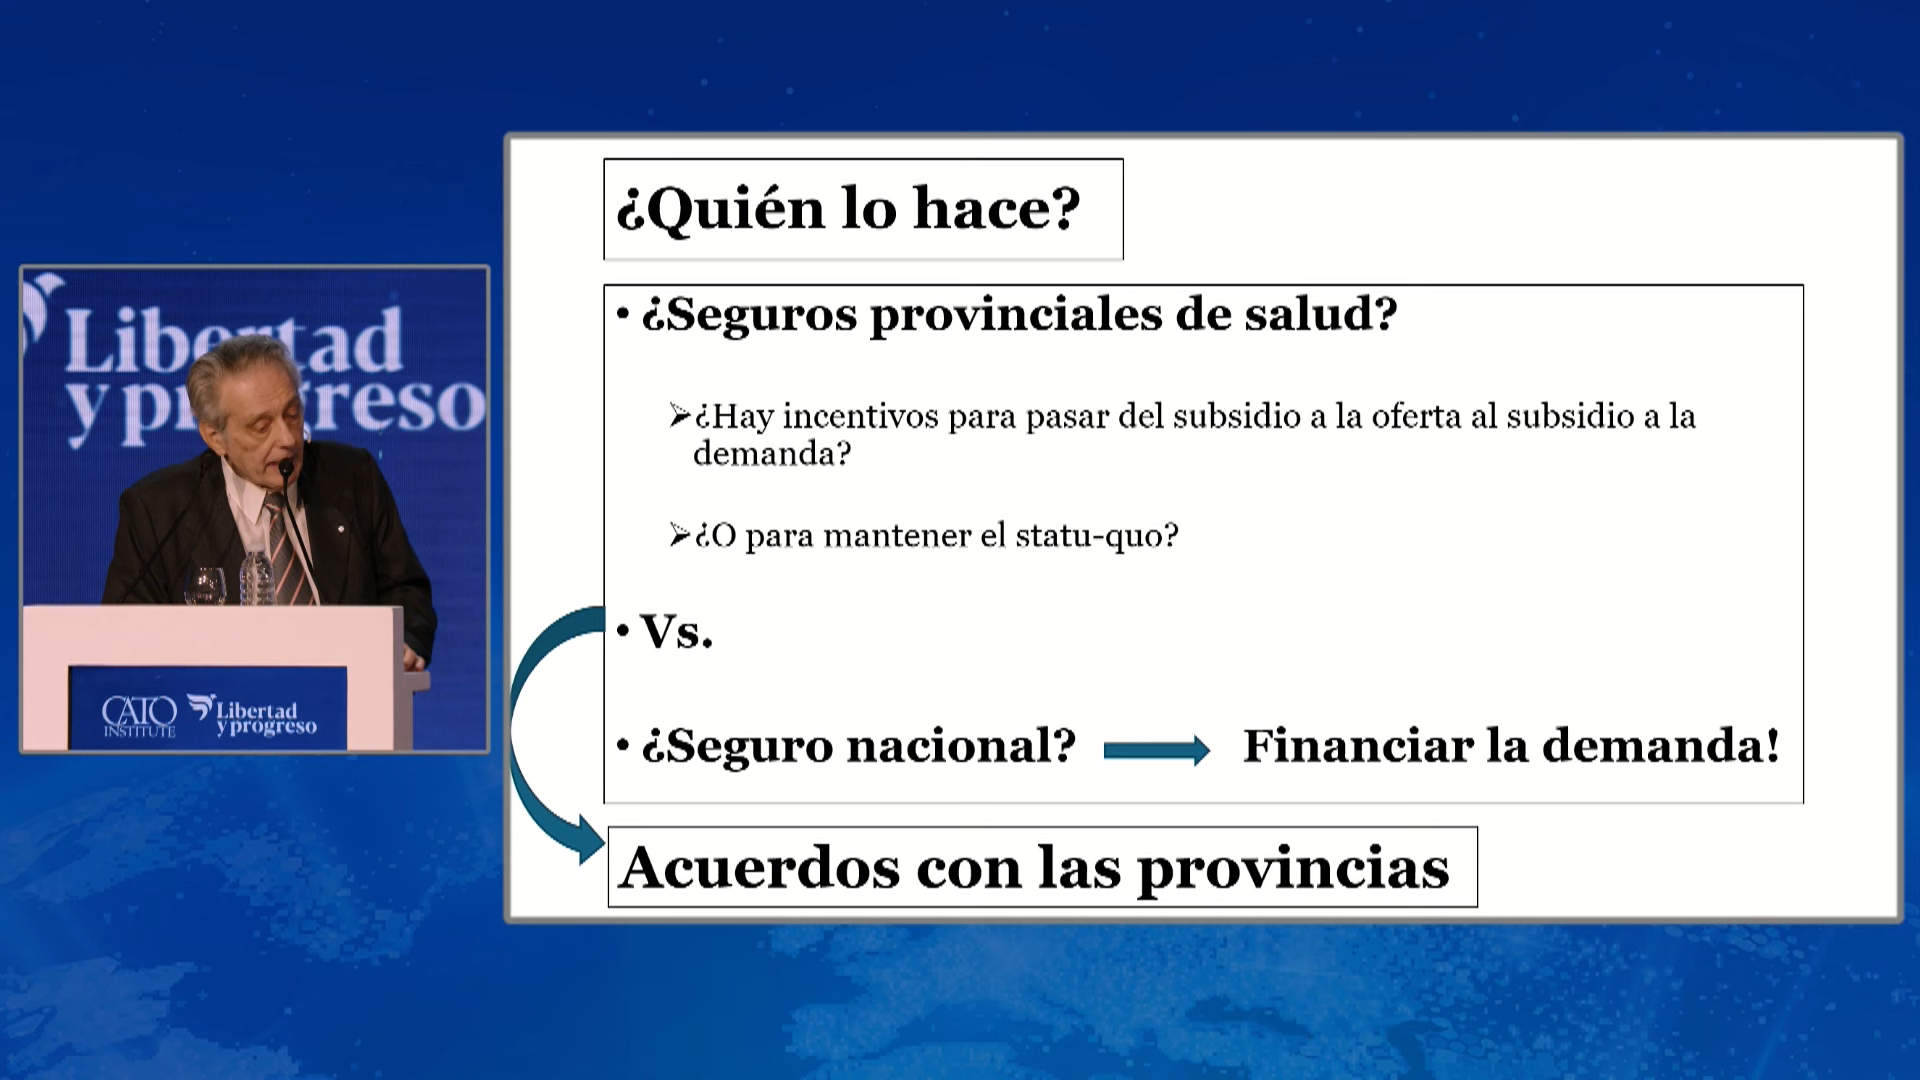 ¿Quién lo hace?
• ¿Seguros provinciales de salud?
➢¿Hay incentivos para pasar del subsidio a la oferta al subsidio a la
demanda?
➢¿O para mantener el statu-quo?
• Vs.
• ¿Seguro nacional? Financiar la demanda!
Acuerdos con las provincias
Libertad
y progreso
CATO
INSTITUTE
Libertad
y progreso